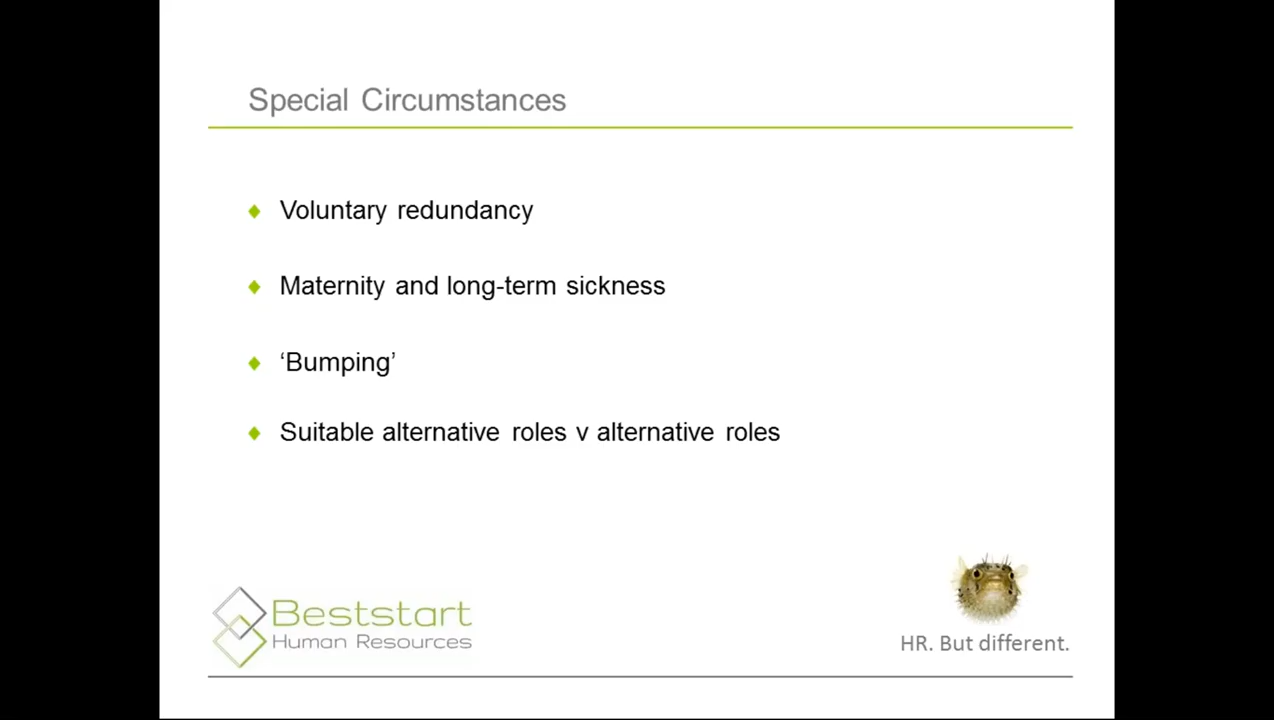 Special Circumstances
Voluntary redundancy
Maternity and long-term sickness
‘Bumping’
Suitable alternative roles v alternative roles
Beststart
Human Resources
HR. But different.